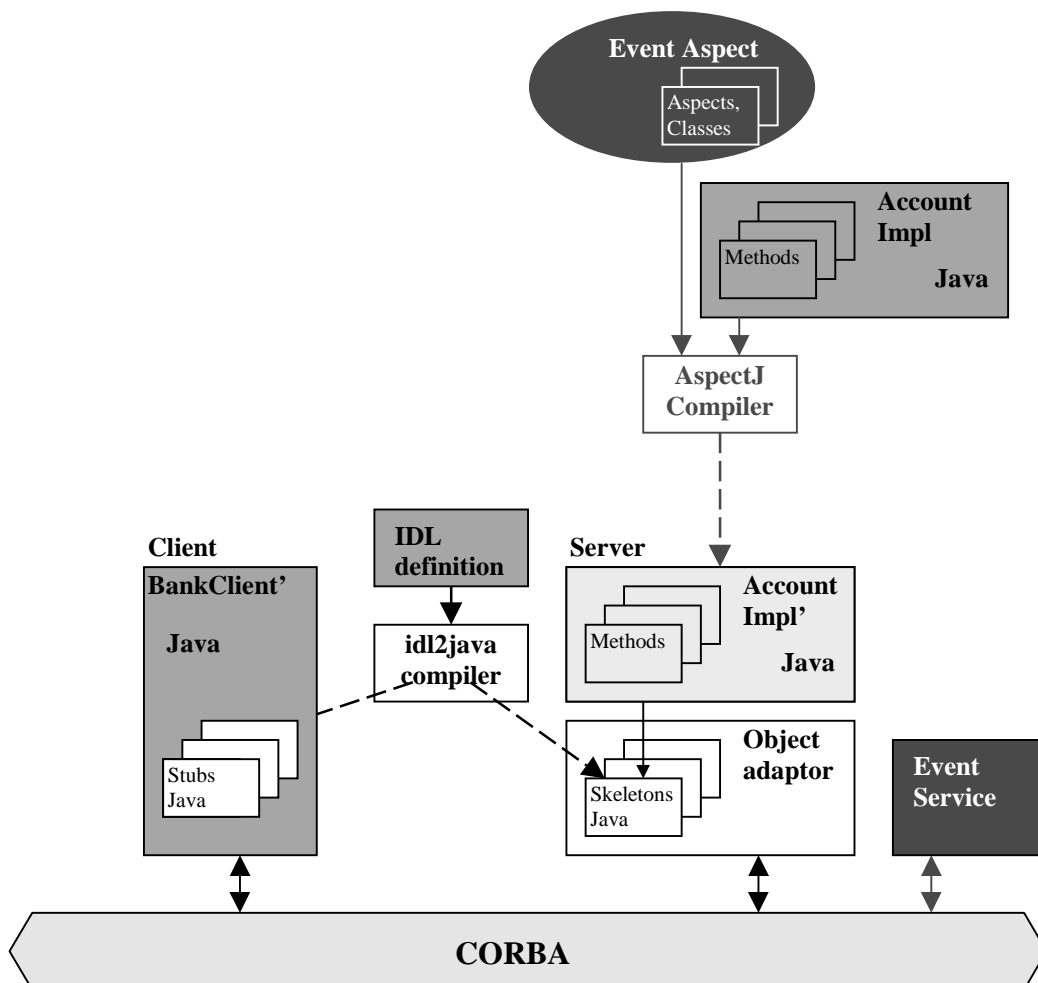 Event Aspect
Aspects,
Classes
Account
Impl
Methods
Java
AspectJ
Compiler
IDL
definition
Client
Server
BankClient’
Java
idl2java
compiler
Account
Impl’
Methods
Java
Stubs
Java
Object
adaptor
Skeletons
Java
Event
Service
CORBA